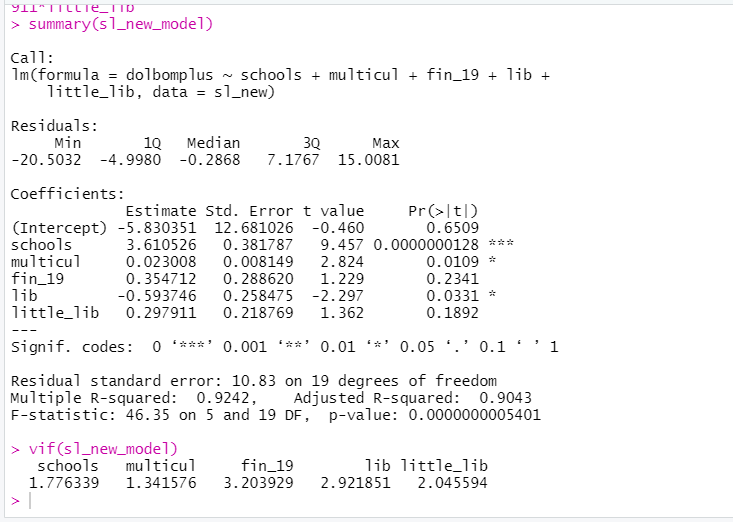 911*little_lib
> summary(sl_new_model)
Call:
lm(formula = dolbomplus ~ schools + multicul + fin_19 + lib +
    little_lib, data = sl_new)
Residuals:
     Min       1Q   Median       3Q      Max
-20.5032  -4.9980  -0.2868   7.1767  15.0081
Coefficients:
             Estimate Std. Error t value     Pr(>|t|)
(Intercept) -5.830351  12.681026  -0.460       0.6509
schools      3.610526   0.381787   9.457 0.0000000128 ***
multicul     0.023008   0.008149   2.824       0.0109 *
fin_19       0.354712   0.288620   1.229       0.2341
lib         -0.593746   0.258475  -2.297       0.0331 *
little_lib   0.297911   0.218769   1.362       0.1892
---
Signif. codes:  0 ‘***’ 0.001 ‘**’ 0.01 ‘*’ 0.05 ‘.’ 0.1 ‘ ’ 1
Residual standard error: 10.83 on 19 degrees of freedom
Multiple R-squared:  0.9242,    Adjusted R-squared:  0.9043
F-statistic: 46.35 on 5 and 19 DF,  p-value: 0.0000000005401
> vif(sl_new_model)
   schools   multicul     fin_19        lib little_lib
  1.776339   1.341576   3.203929   2.921851   2.045594
>